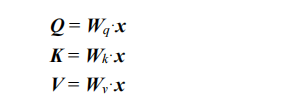 Q = W_q·x
K = W_k·x
V = W_v·x